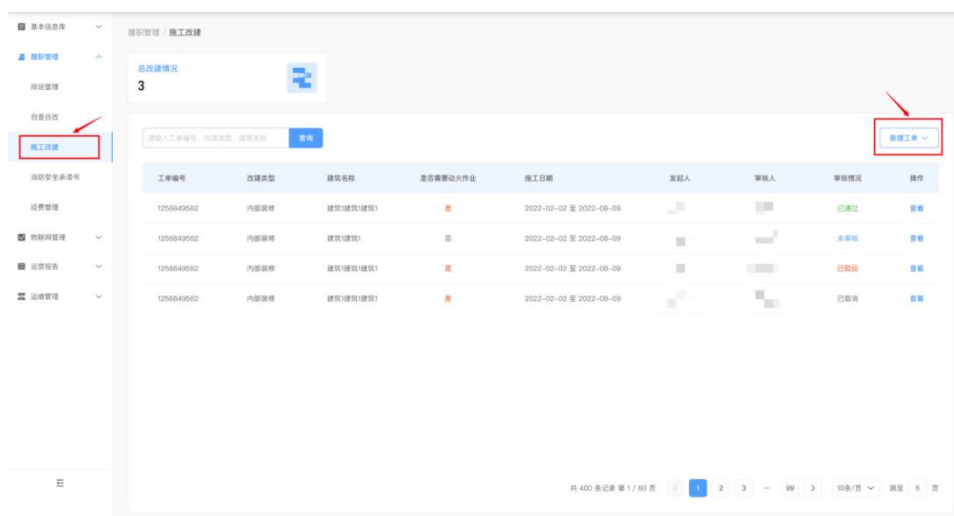 基本信息库
履职管理
排班管理
自查自改
施工改建
消防安全承诺书
经费管理
物联网管理
运营报告
运维管理
履职管理 / 施工改建
总改建情况
3
请输入工单编号、改建类型、建筑名称 查询 新建工单
工单编号 改建类型 建筑名称 是否需要动火作业 施工日期 发起人 审核人 审核情况 操作
1256849562 内部装修 建筑1建筑1建筑1 是 2022-02-02 至 2022-08-09 已通过 查看
1256849562 内部装修 建筑1建筑1 否 2022-02-02 至 2022-08-09 未审核 查看
1256849562 内部装修 建筑1建筑1建筑1 是 2022-02-02 至 2022-08-09 已驳回 查看
1256849562 内部装修 建筑1建筑1建筑1 是 2022-02-02 至 2022-08-09 已取消 查看
共 400 条记录 第 1 / 80 页 < 1 2 3 ··· 99 > 10条/页 跳至 6 页